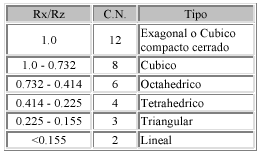 Rx/Rz C.N. Tipo
1.0 12 Exagonal o Cubico
compacto cerrado
1.0 - 0.732 8 Cubico
0.732 - 0.414 6 Octahedrico
0.414 - 0.225 4 Tetrahedrico
0.225 - 0.155 3 Triangular
<0.155 2 Lineal